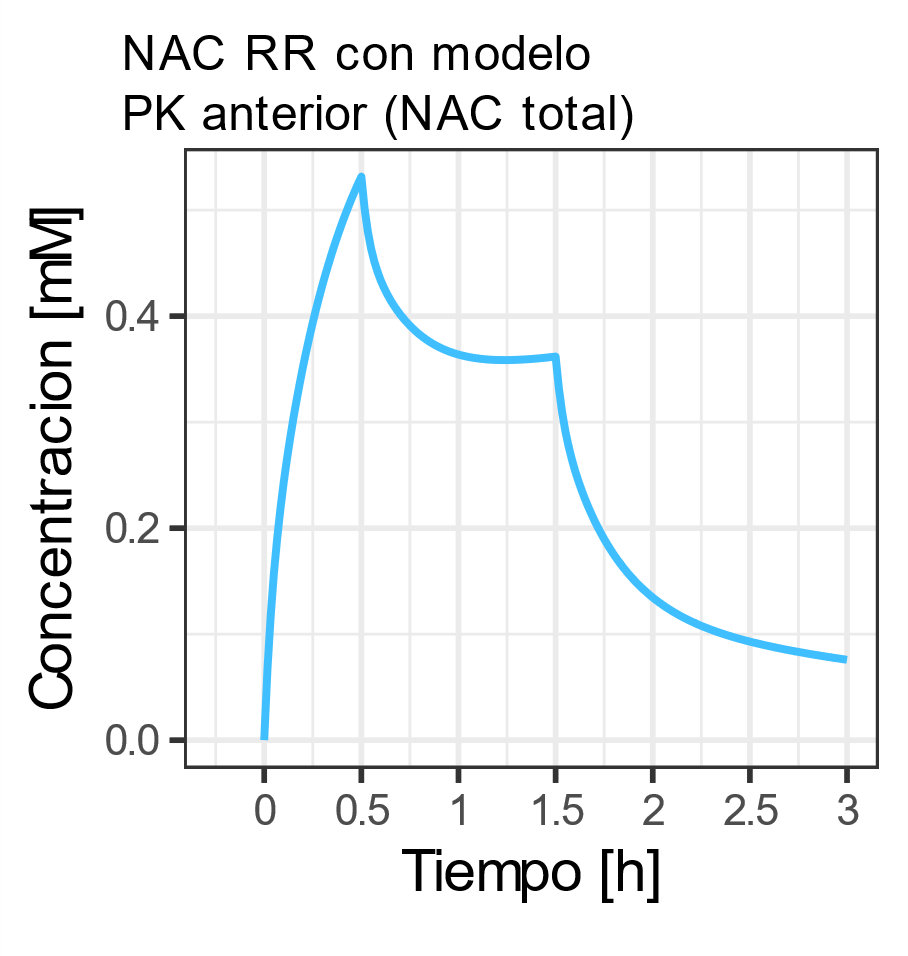 NAC RR con modelo
PK anterior (NAC total)
Concentracion [mM]
0.4
0.2
0.0
0 0.5 1 1.5 2 2.5 3
Tiempo [h]